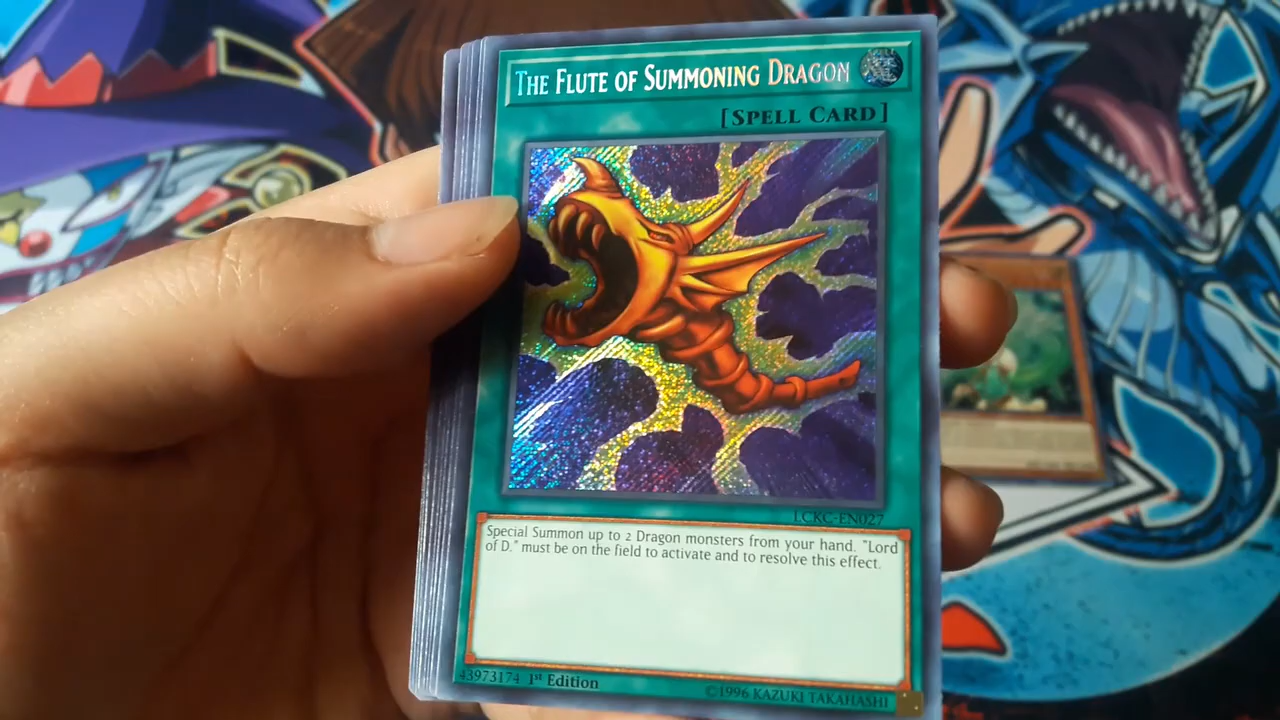 THE FLUTE OF SUMMONING DRAGON
[SPELL CARD]
LCKC-EN027
Special Summon up to 2 Dragon monsters from your hand. "Lord
of D." must be on the field to activate and to resolve this effect.
43973174 1st Edition
©1996 KAZUKI TAKAHASHI